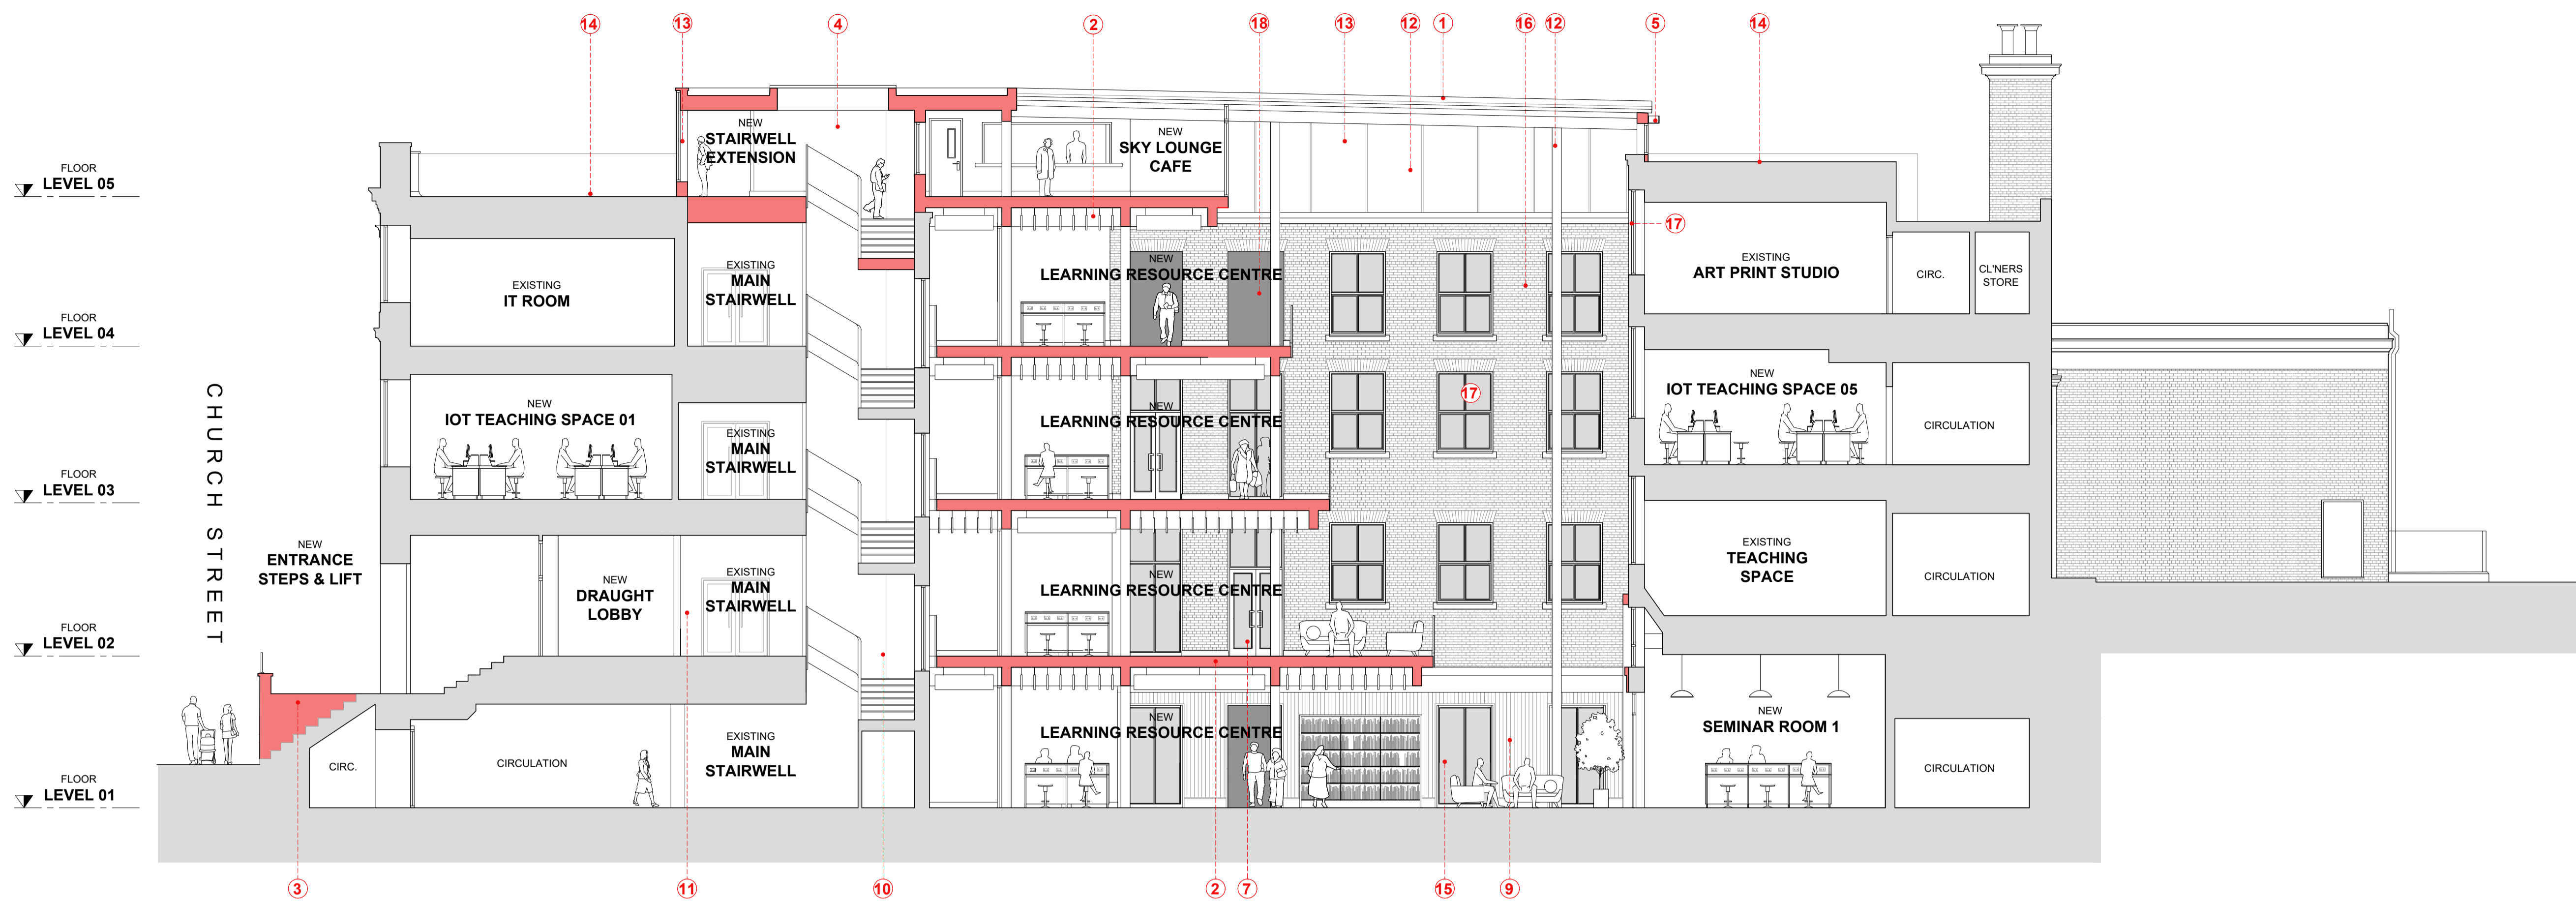 14
13
4
2
18
13
12
1
16
12
5
14
FLOOR
LEVEL 05
NEW
STAIRWELL
EXTENSION
NEW
SKY LOUNGE
CAFE
17
FLOOR
LEVEL 04
EXISTING
IT ROOM
EXISTING
MAIN
STAIRWELL
NEW
LEARNING RESOURCE CENTRE
EXISTING
ART PRINT STUDIO
CIRC.
CL'NERS
STORE
CHURCH STREET
FLOOR
LEVEL 03
NEW
IOT TEACHING SPACE 01
EXISTING
MAIN
STAIRWELL
NEW
LEARNING RESOURCE CENTRE
17
NEW
IOT TEACHING SPACE 05
CIRCULATION
FLOOR
LEVEL 02
NEW
ENTRANCE
STEPS & LIFT
NEW
DRAUGHT
LOBBY
EXISTING
MAIN
STAIRWELL
NEW
LEARNING RESOURCE CENTRE
EXISTING
TEACHING
SPACE
CIRCULATION
FLOOR
LEVEL 01
CIRC.
CIRCULATION
EXISTING
MAIN
STAIRWELL
NEW
LEARNING RESOURCE CENTRE
NEW
SEMINAR ROOM 1
CIRCULATION
3
11
10
2
7
15
9